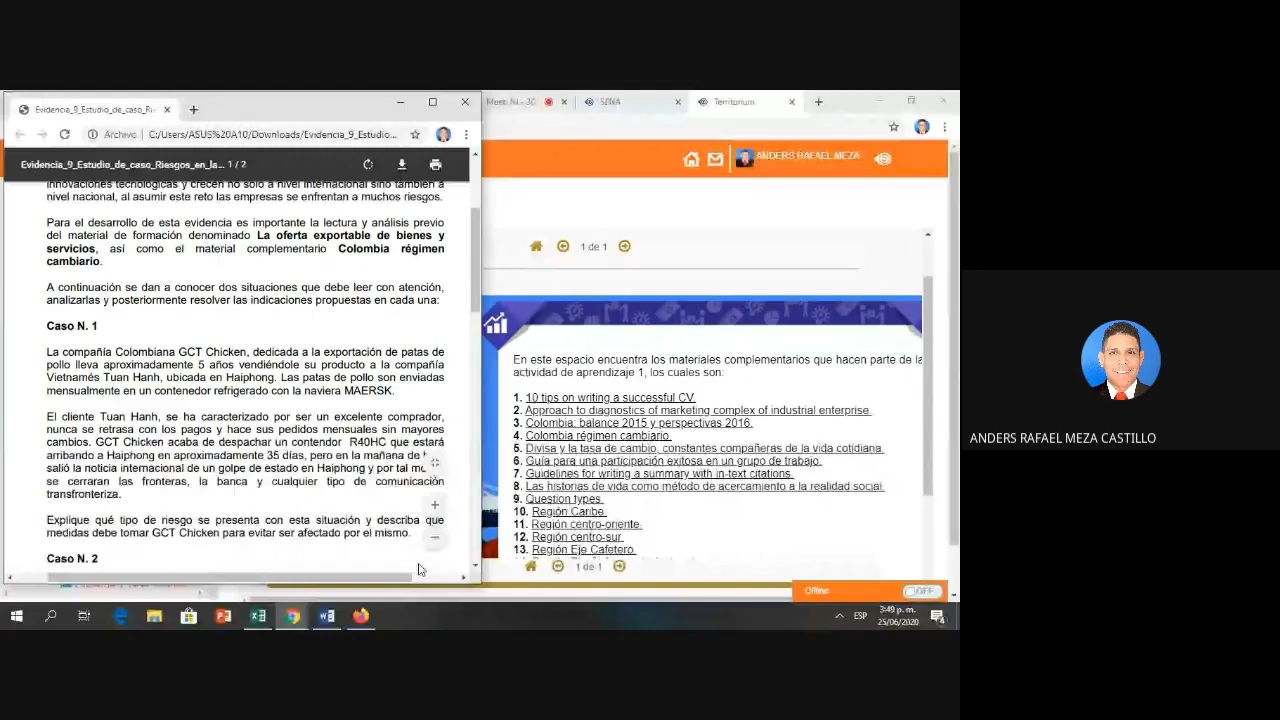 Evidencia_9_Estudio_de_caso_Ri
Meet: Ni - 30
SENA
Territorium
Archivo
C:/Users/ASUS%20A10/Downloads/Evidencia_9_Estudio...
Evidencia_9_Estudio_de_caso_Riesgos_en_la... 1 / 2
ANDERS RAFAEL MEZA
innovaciones tecnológicas y crecen no solo a nivel internacional sino también a
nivel nacional, al asumir este reto las empresas se enfrentan a muchos riesgos.
Para el desarrollo de esta evidencia es importante la lectura y análisis previo
del material de formación denominado La oferta exportable de bienes y
servicios, así como el material complementario Colombia régimen
cambiario.
A continuación se dan a conocer dos situaciones que debe leer con atención,
analizarlas y posteriormente resolver las indicaciones propuestas en cada una:
Caso N. 1
La compañía Colombiana GCT Chicken, dedicada a la exportación de patas de
pollo lleva aproximadamente 5 años vendiéndole su producto a la compañía
Vietnamés Tuan Hanh, ubicada en Haiphong. Las patas de pollo son enviadas
mensualmente en un contenedor refrigerado con la naviera MAERSK.
El cliente Tuan Hanh, se ha caracterizado por ser un excelente comprador,
nunca se retrasa con los pagos y hace sus pedidos mensuales sin mayores
cambios. GCT Chicken acaba de despachar un contendor R40HC que estará
arribando a Haiphong en aproximadamente 35 días, pero en la mañana de
salió la noticia internacional de un golpe de estado en Haiphong y por tal
se cerraran las fronteras, la banca y cualquier tipo de comunicación
transfronteriza.
Explique qué tipo de riesgo se presenta con esta situación y describa que
medidas debe tomar GCT Chicken para evitar ser afectado por el mismo.
Caso N. 2
1 de 1
En este espacio encuentra los materiales complementarios que hacen parte de la
actividad de aprendizaje 1, los cuales son:
1. 10 tips on writing a successful CV.
2. Approach to diagnostics of marketing complex of industrial enterprise.
3. Colombia: balance 2015 y perspectivas 2016.
4. Colombia régimen cambiario.
5. Divisa y la tasa de cambio, constantes compañeras de la vida cotidiana.
6. Guía para una participación exitosa en un grupo de trabajo.
7. Guidelines for writing a summary with in-text citations.
8. Las historias de vida como método de acercamiento a la realidad social.
9. Question types.
10. Región Caribe.
11. Región centro-oriente.
12. Región centro-sur.
13. Región Eje Cafetero.
1 de 1
Offline
OFF
ESP
3:49 p. m.
25/06/2020
4
ANDERS RAFAEL MEZA CASTILLO